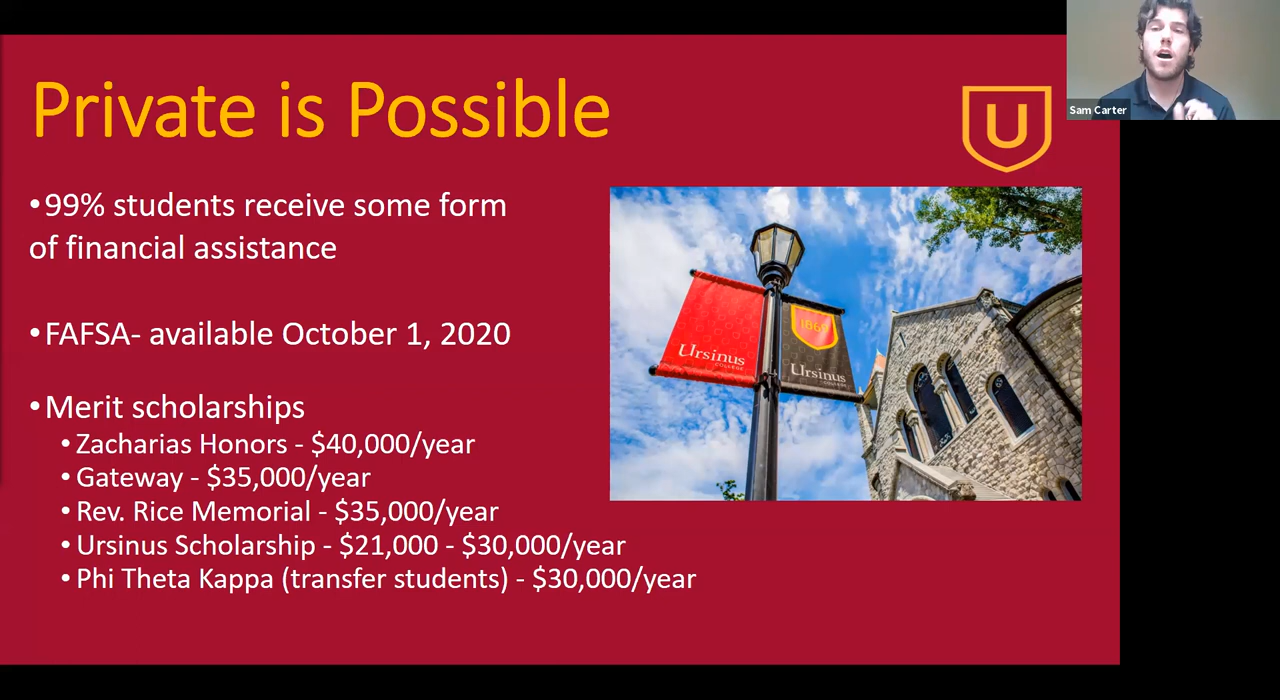 Sam Carter
Private is Possible
U
•99% students receive some form
of financial assistance
•FAFSA- available October 1, 2020
•Merit scholarships
•Zacharias Honors - $40,000/year
•Gateway - $35,000/year
•Rev. Rice Memorial - $35,000/year
•Ursinus Scholarship - $21,000 - $30,000/year
•Phi Theta Kappa (transfer students) - $30,000/year
Ursinus
COLLEGE
1869
Ursinus
COLLEGE